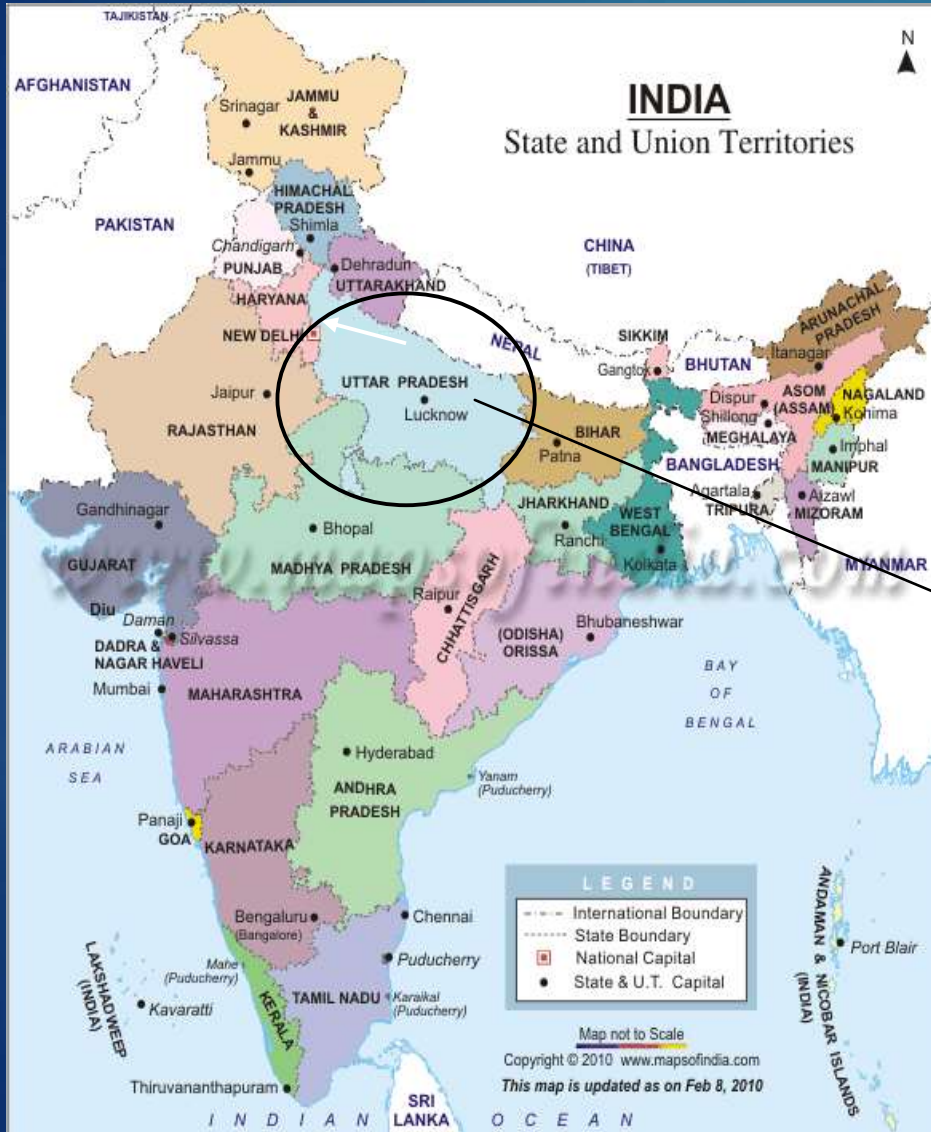 TAJIKISTAN
N
AFGHANISTAN
INDIA
State and Union Territories
JAMMU
&
KASHMIR
Srinagar
Jammu
HIMACHAL
PRADESH
Shimla
PAKISTAN
Chandigarh
PUNJAB
CHINA
(TIBET)
Dehradun
UTTARAKHAND
HARYANA
NEW DELHI
NEPAL
SIKKIM
Gangtok
BHUTAN
ARUNACHAL
PRADESH
Itanagar
UTTAR PRADESH
Lucknow
Jaipur
RAJASTHAN
Dispur
Shillong
MEGHALAYA
ASOM
(ASSAM)
NAGALAND
Kohima
BIHAR
Patna
BANGLADESH
Imphal
MANIPUR
Agartala
TRIPURA
Aizawl
MIZORAM
Gandhinagar
GUJARAT
Bhopal
MADHYA PRADESH
JHARKHAND
Ranchi
WEST
BENGAL
Kolkata
MYANMAR
www.mapsofindia.com
Diu
Daman
Silvassa
DADRA &
NAGAR HAVELI
Raipur
CHHATTISGARH
(ODISHA)
ORISSA
Bhubaneshwar
Mumbai
MAHARASHTRA
BAY
OF
BENGAL
ARABIAN
SEA
Hyderabad
ANDHRA
PRADESH
Yanam
(Puducherry)
Panaji
GOA
KARNATAKA
LEGEND
International Boundary
State Boundary
National Capital
State & U.T. Capital
Bengaluru
(Bangalore)
Chennai
Puducherry
Mahe
(Puducherry)
TAMIL NADU
Karaikal
(Puducherry)
KERALA
LAKSHADWEEP
(INDIA)
Kavaratti
ANDAMAN & NICOBAR ISLANDS
(INDIA)
Port Blair
Map not to Scale
Copyright © 2010 www.mapsofindia.com
This map is updated as on Feb 8, 2010
Thiruvananthapuram
SRI
LANKA
INDIAN OCEAN